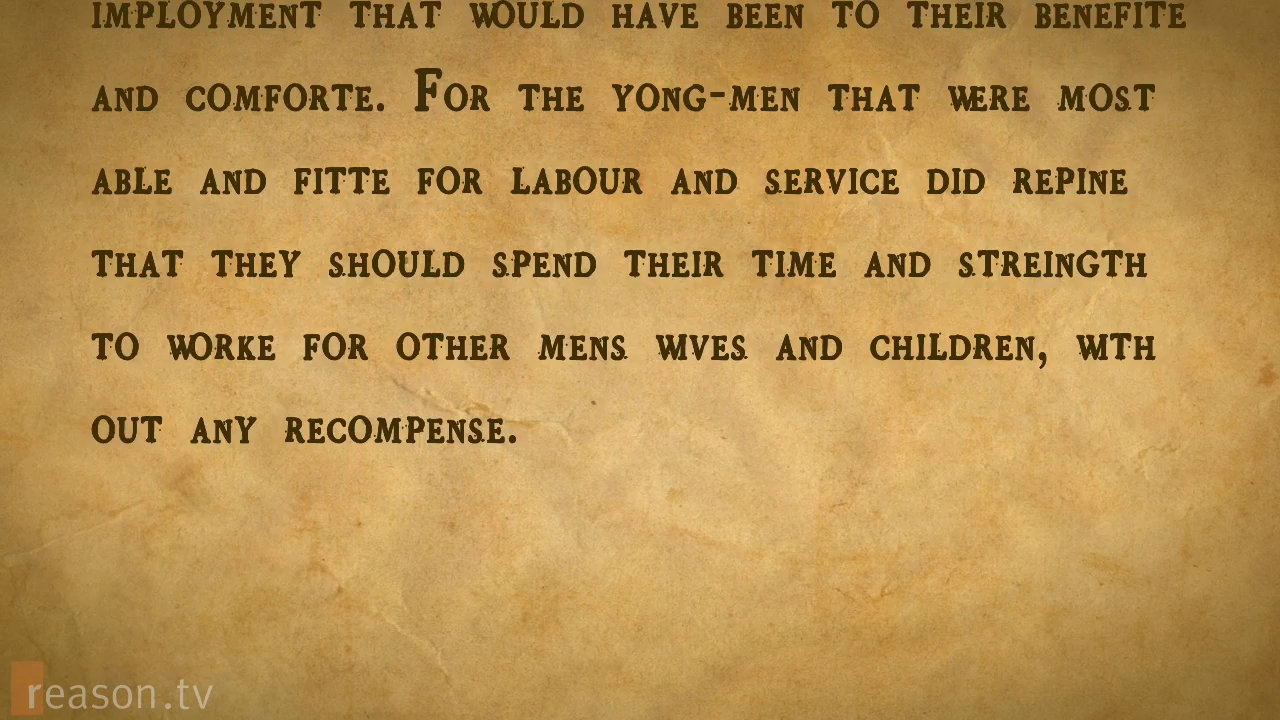 imployment that would have been to their benefite
and comforte. For the yong-men that were most
able and fitte for labour and service did repine
that they should spend their time and streingth
to worke for other mens wives and children, with
out any recompense.
reason.tv